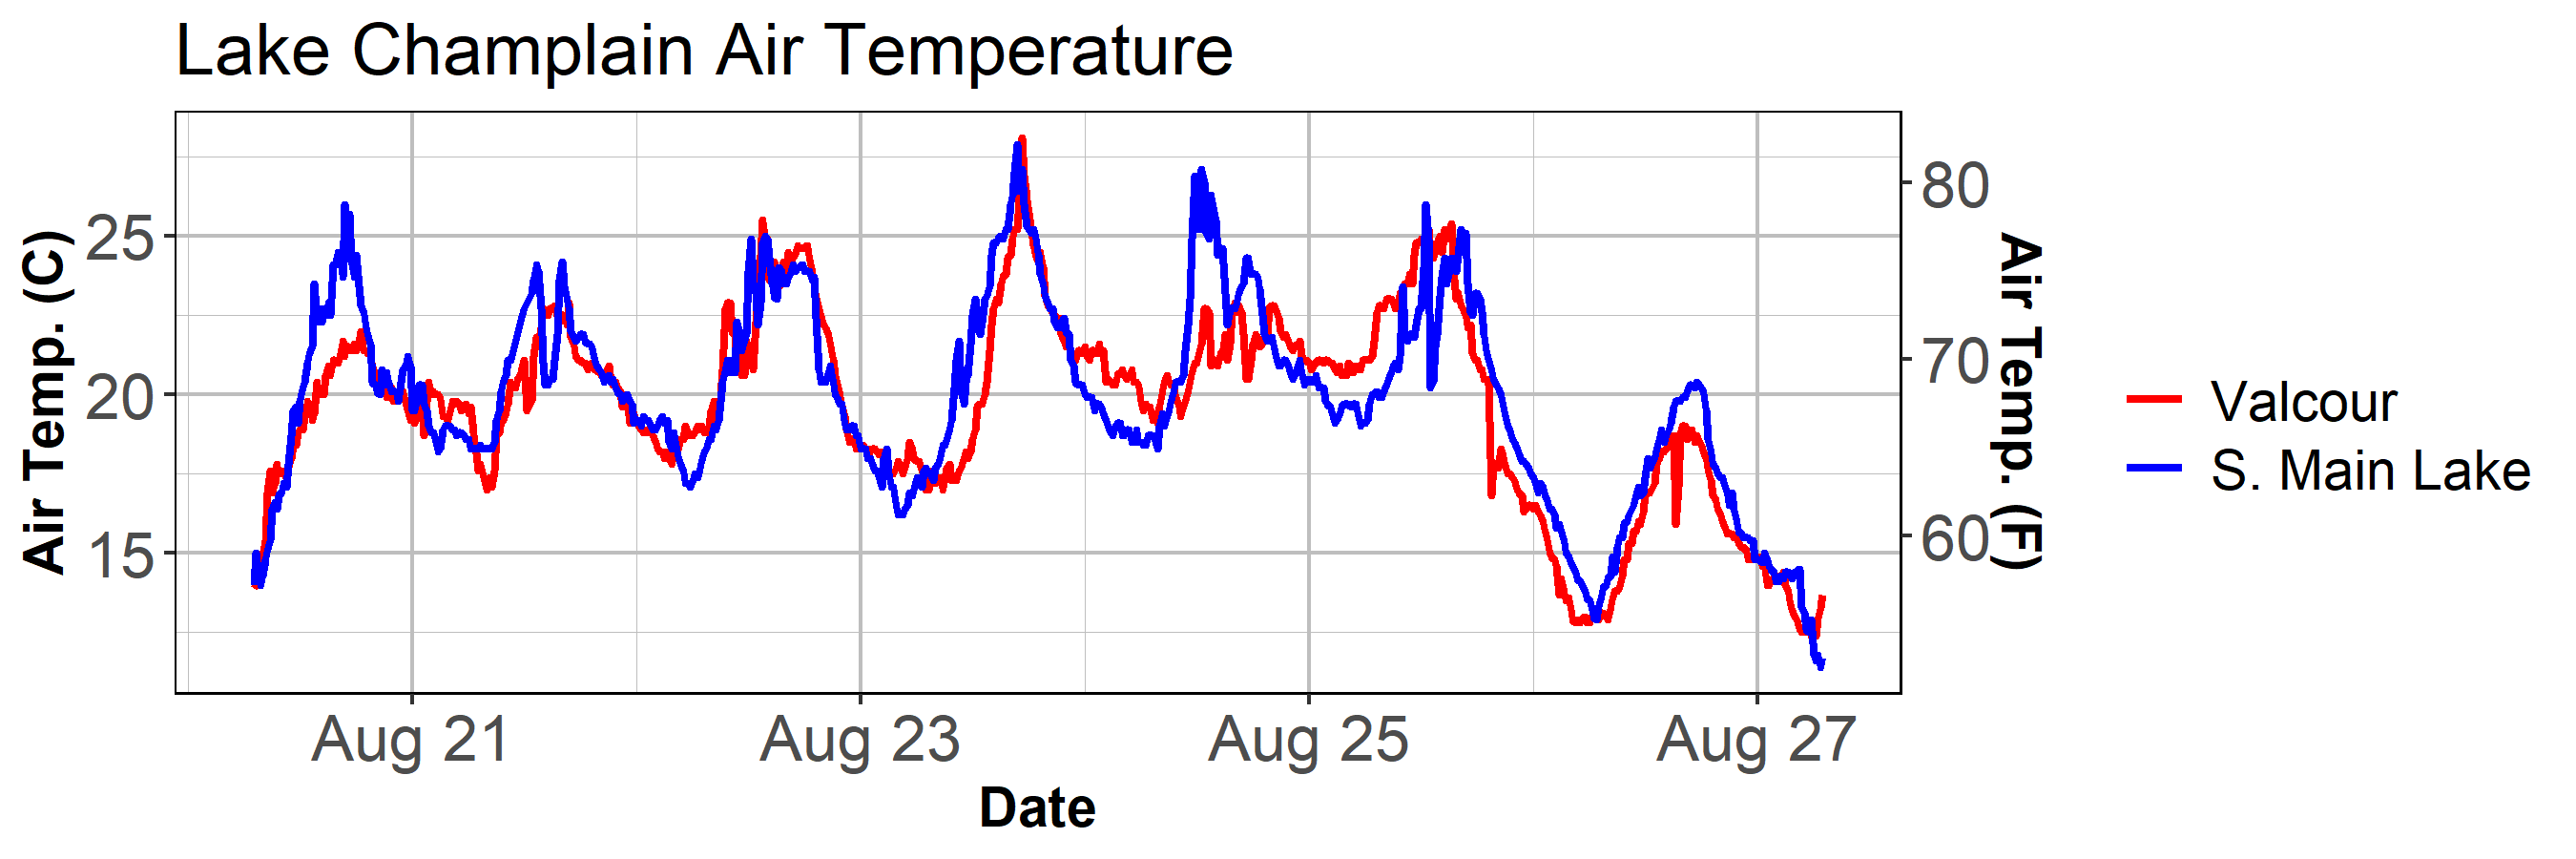 Lake Champlain Air Temperature
Air Temp. (C)
25
20
15
80
70
60
Air Temp. (F)
Valcour
S. Main Lake
Aug 21
Aug 23
Aug 25
Aug 27
Date